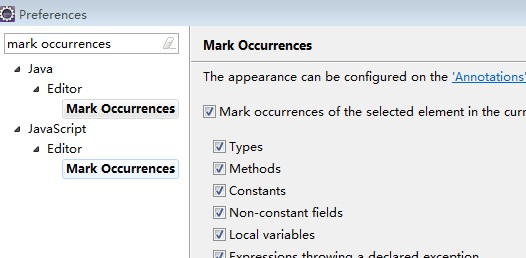 Preferences
mark occurrences
Java
Editor
Mark Occurrences
JavaScript
Editor
Mark Occurrences
Mark Occurrences
The appearance can be configured on the 'Annotations'
Mark occurrences of the selected element in the curr
Types
Methods
Constants
Non-constant fields
Local variables
Expressions throwing a declared exception